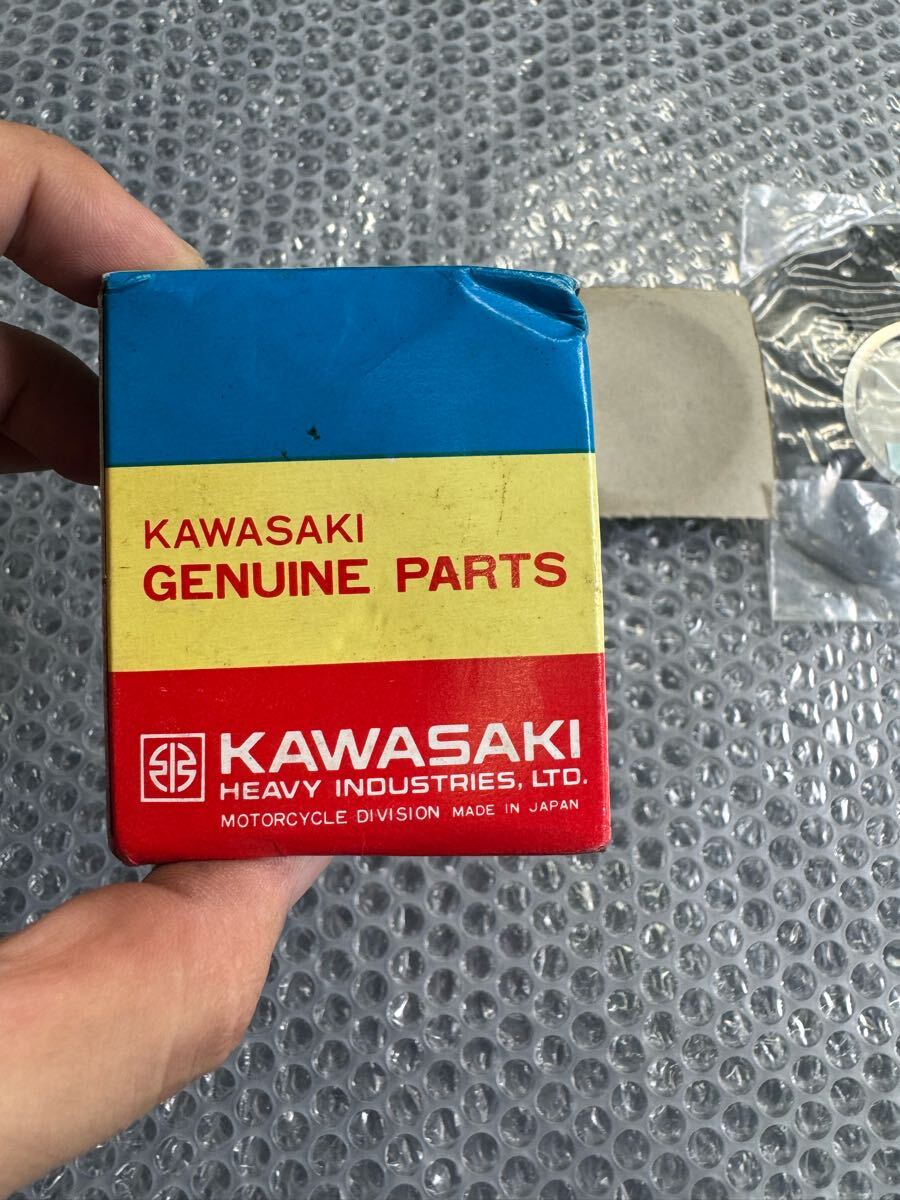 KAWASAKI
GENUINE PARTS
KAWASAKI
HEAVY INDUSTRIES, LTD.
MOTORCYCLE DIVISION MADE IN JAPAN